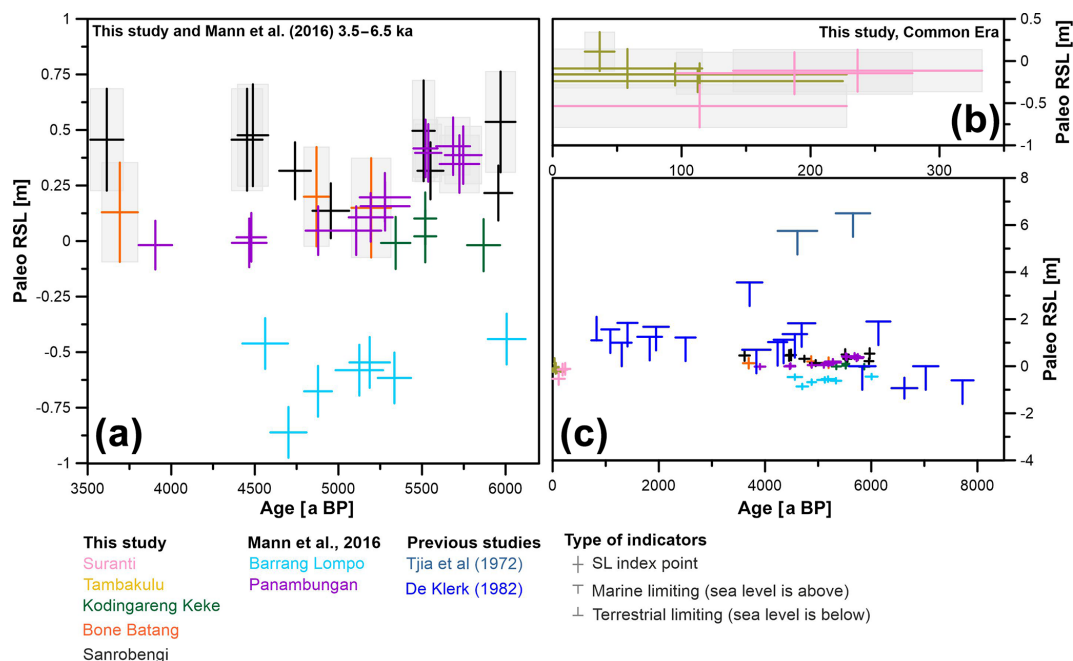 This study and Mann et al. (2016) 3.5–6.5 ka
1
0.75
0.5
0.25
0
-0.25
-0.5
-0.75
-1
Paleo RSL [m]
(a)
3500 4000 4500 5000 5500 6000
Age [a BP]
This study, Common Era
0.5
0
-0.5
-1
Paleo RSL [m]
(b)
0 100 200 300
8
6
4
2
0
-2
-4
Paleo RSL [m]
(c)
0 2000 4000 6000 8000
Age [a BP]
This study
Suranti
Tambakulu
Kodingareng Keke
Bone Batang
Sanrobengi
Mann et al., 2016
Barrang Lompo
Panambungan
Previous studies
Tjia et al (1972)
De Klerk (1982)
Type of indicators
SL index point
Marine limiting (sea level is above)
Terrestrial limiting (sea level is below)